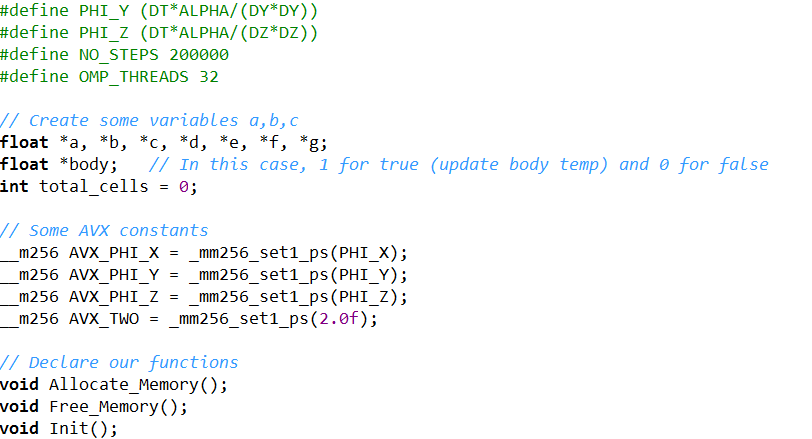 #define PHI_Y (DT*ALPHA/(DY*DY))
#define PHI_Z (DT*ALPHA/(DZ*DZ))
#define NO_STEPS 200000
#define OMP_THREADS 32
// Create some variables a,b,c
float *a, *b, *c, *d, *e, *f, *g;
float *body;   // In this case, 1 for true (update body temp) and 0 for false
int total_cells = 0;
// Some AVX constants
__m256 AVX_PHI_X = _mm256_set1_ps(PHI_X);
__m256 AVX_PHI_Y = _mm256_set1_ps(PHI_Y);
__m256 AVX_PHI_Z = _mm256_set1_ps(PHI_Z);
__m256 AVX_TWO = _mm256_set1_ps(2.0f);
// Declare our functions
void Allocate_Memory();
void Free_Memory();
void Init();